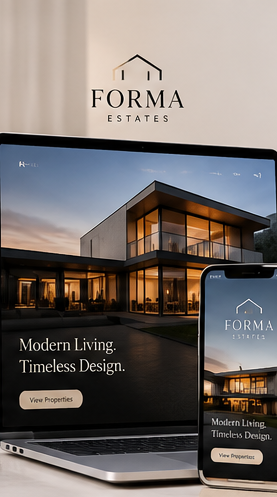 FORMA
ESTATES
Modern Living.
Timeless Design.
View Properties
FORMA
ESTATES
Modern Living.
Timeless Design.
View Properties